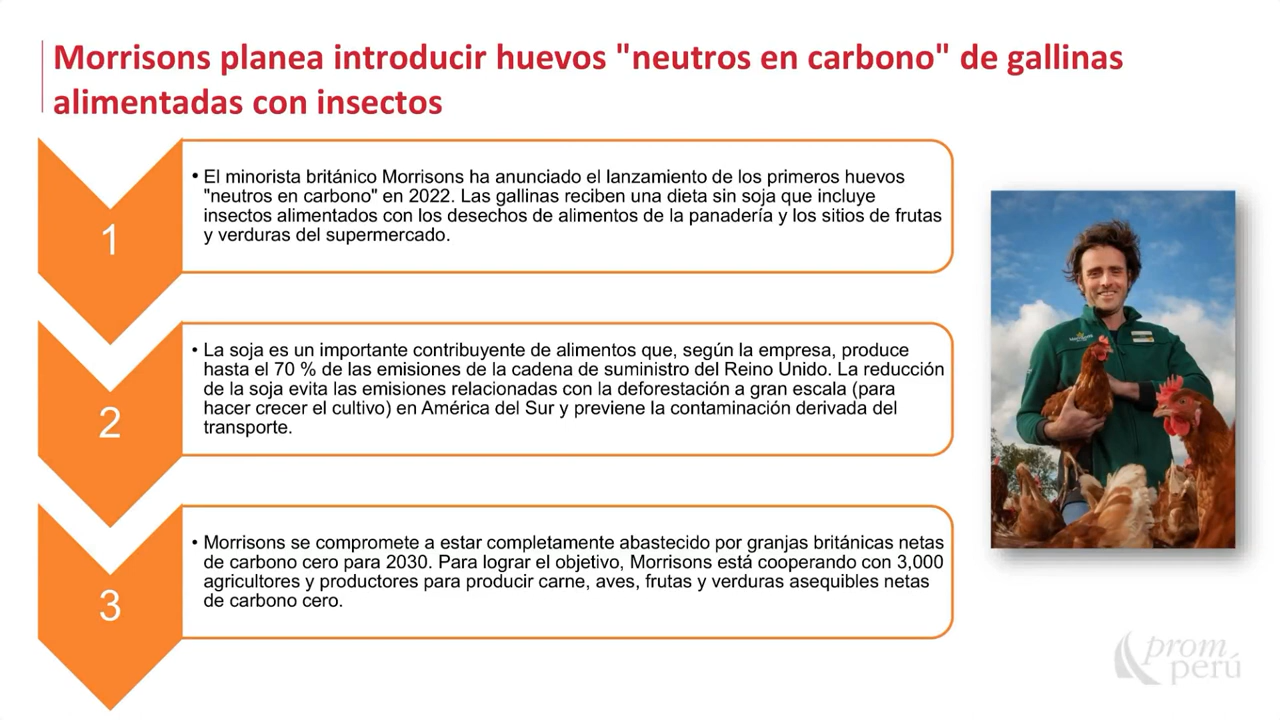 Morrisons planea introducir huevos "neutros en carbono" de gallinas
alimentadas con insectos
1
• El minorista británico Morrisons ha anunciado el lanzamiento de los primeros huevos
"neutros en carbono" en 2022. Las gallinas reciben una dieta sin soja que incluye
insectos alimentados con los desechos de alimentos de la panadería y los sitios de frutas
y verduras del supermercado.
2
• La soja es un importante contribuyente de alimentos que, según la empresa, produce
hasta el 70 % de las emisiones de la cadena de suministro del Reino Unido. La reducción
de la soja evita las emisiones relacionadas con la deforestación a gran escala (para
hacer crecer el cultivo) en América del Sur y previene la contaminación derivada del
transporte.
3
• Morrisons se compromete a estar completamente abastecido por granjas británicas netas
de carbono cero para 2030. Para lograr el objetivo, Morrisons está cooperando con 3,000
agricultores y productores para producir carne, aves, frutas y verduras asequibles netas
de carbono cero.
prom
perú